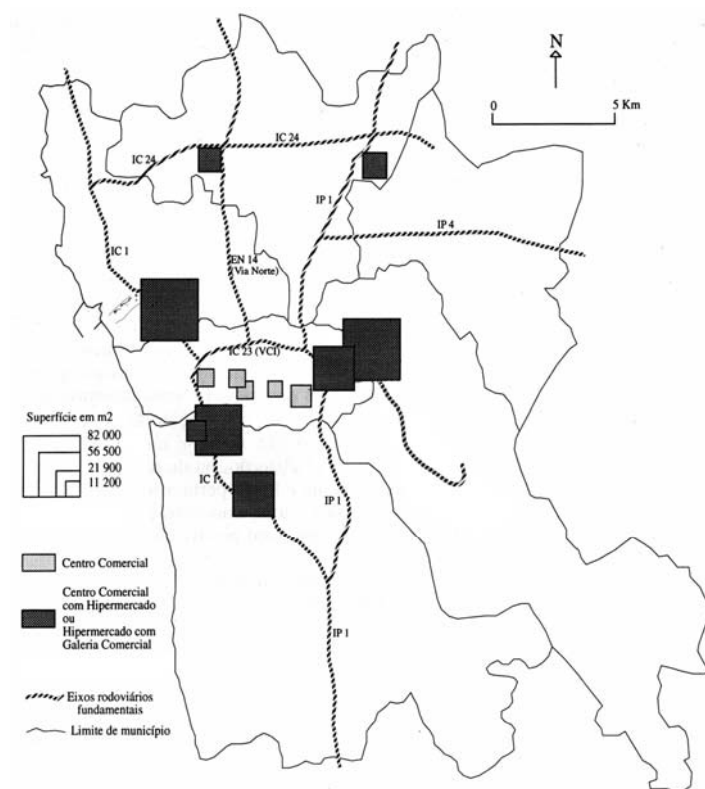 N
0 5 Km
IC 24
IC 24
IP 1
IP 4
IC 1
EN 14
(Via Norte)
IC 23 (VCI)
Superfície em m2
82 000
56 500
21 900
11 200
IC 1
IP 1
Centro Comercial
Centro Comercial
com Hipermercado
ou
Hipermercado com
Galeria Comercial
IP 1
Eixos rodoviários
fundamentais
Limite de município